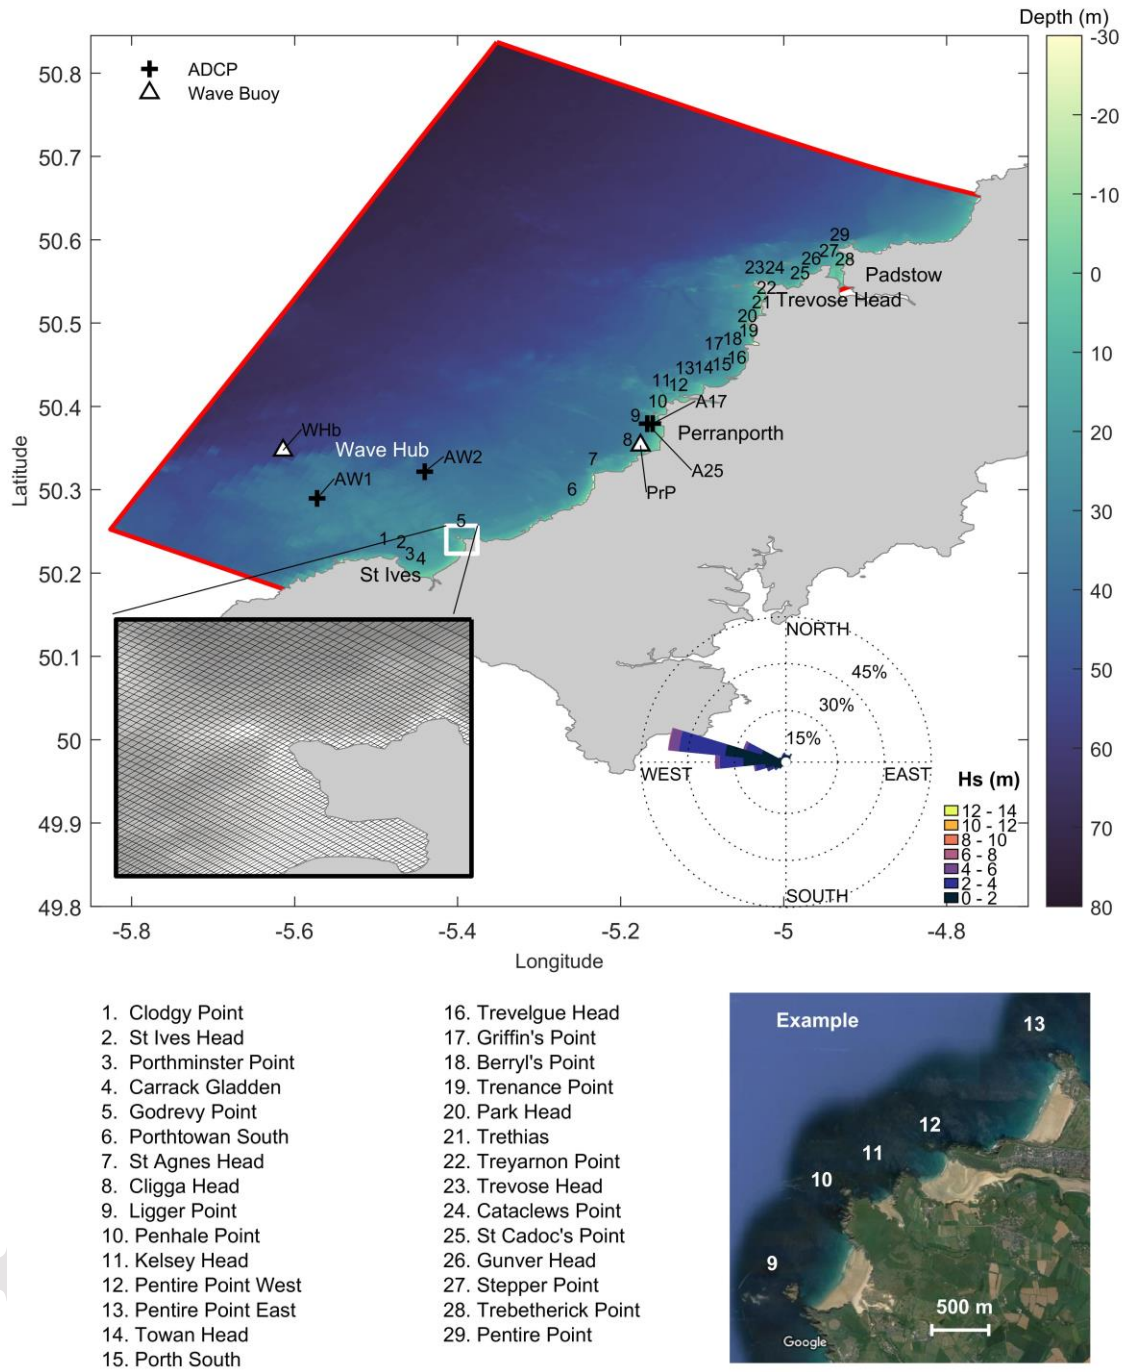 Depth (m)
ADCP
Wave Buoy
50.8
50.7
50.6
50.5
50.4
50.3
50.2
50.1
50
49.9
49.8
Latitude
-30
-20
-10
0
10
20
30
40
50
60
70
80
29
27
26
28
25
23 24
22
21
20
19
18
17
16
15
14
13
12
11
10
9
8
7
6
5
1
2
3
4
Padstow
Trevose Head
A17
Perranporth
A25
PrP
WHb
Wave Hub
AW2
AW1
St Ives
NORTH
45%
30%
15%
WEST
EAST
SOUTH
Hs (m)
12 - 14
10 - 12
8 - 10
6 - 8
4 - 6
2 - 4
0 - 2
-5.8
-5.6
-5.4
-5.2
-5
-4.8
Longitude
1. Clodgy Point
2. St Ives Head
3. Porthminster Point
4. Carrack Gladden
5. Godrevy Point
6. Porthtowan South
7. St Agnes Head
8. Cligga Head
9. Ligger Point
10. Penhale Point
11. Kelsey Head
12. Pentire Point West
13. Pentire Point East
14. Towan Head
15. Porth South
16. Trevelgue Head
17. Griffin's Point
18. Berryl's Point
19. Trenance Point
20. Park Head
21. Trethias
22. Treyarnon Point
23. Trevose Head
24. Cataclews Point
25. St Cadoc's Point
26. Gunver Head
27. Stepper Point
28. Trebetherick Point
29. Pentire Point
Example
13
12
11
10
9
500 m
Google